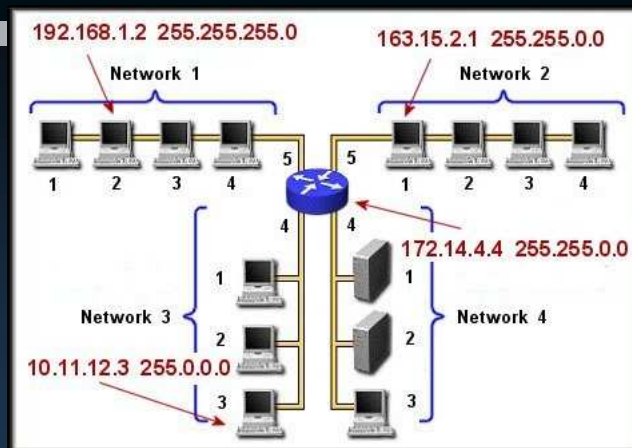 192.168.1.2 255.255.255.0
163.15.2.1 255.255.0.0
Network 1
Network 2
1 2 3 4
5 5
1 2 3 4
4 4
172.14.4.4 255.255.0.0
1 1
Network 3
Network 4
2 2
10.11.12.3 255.0.0.0
3 3